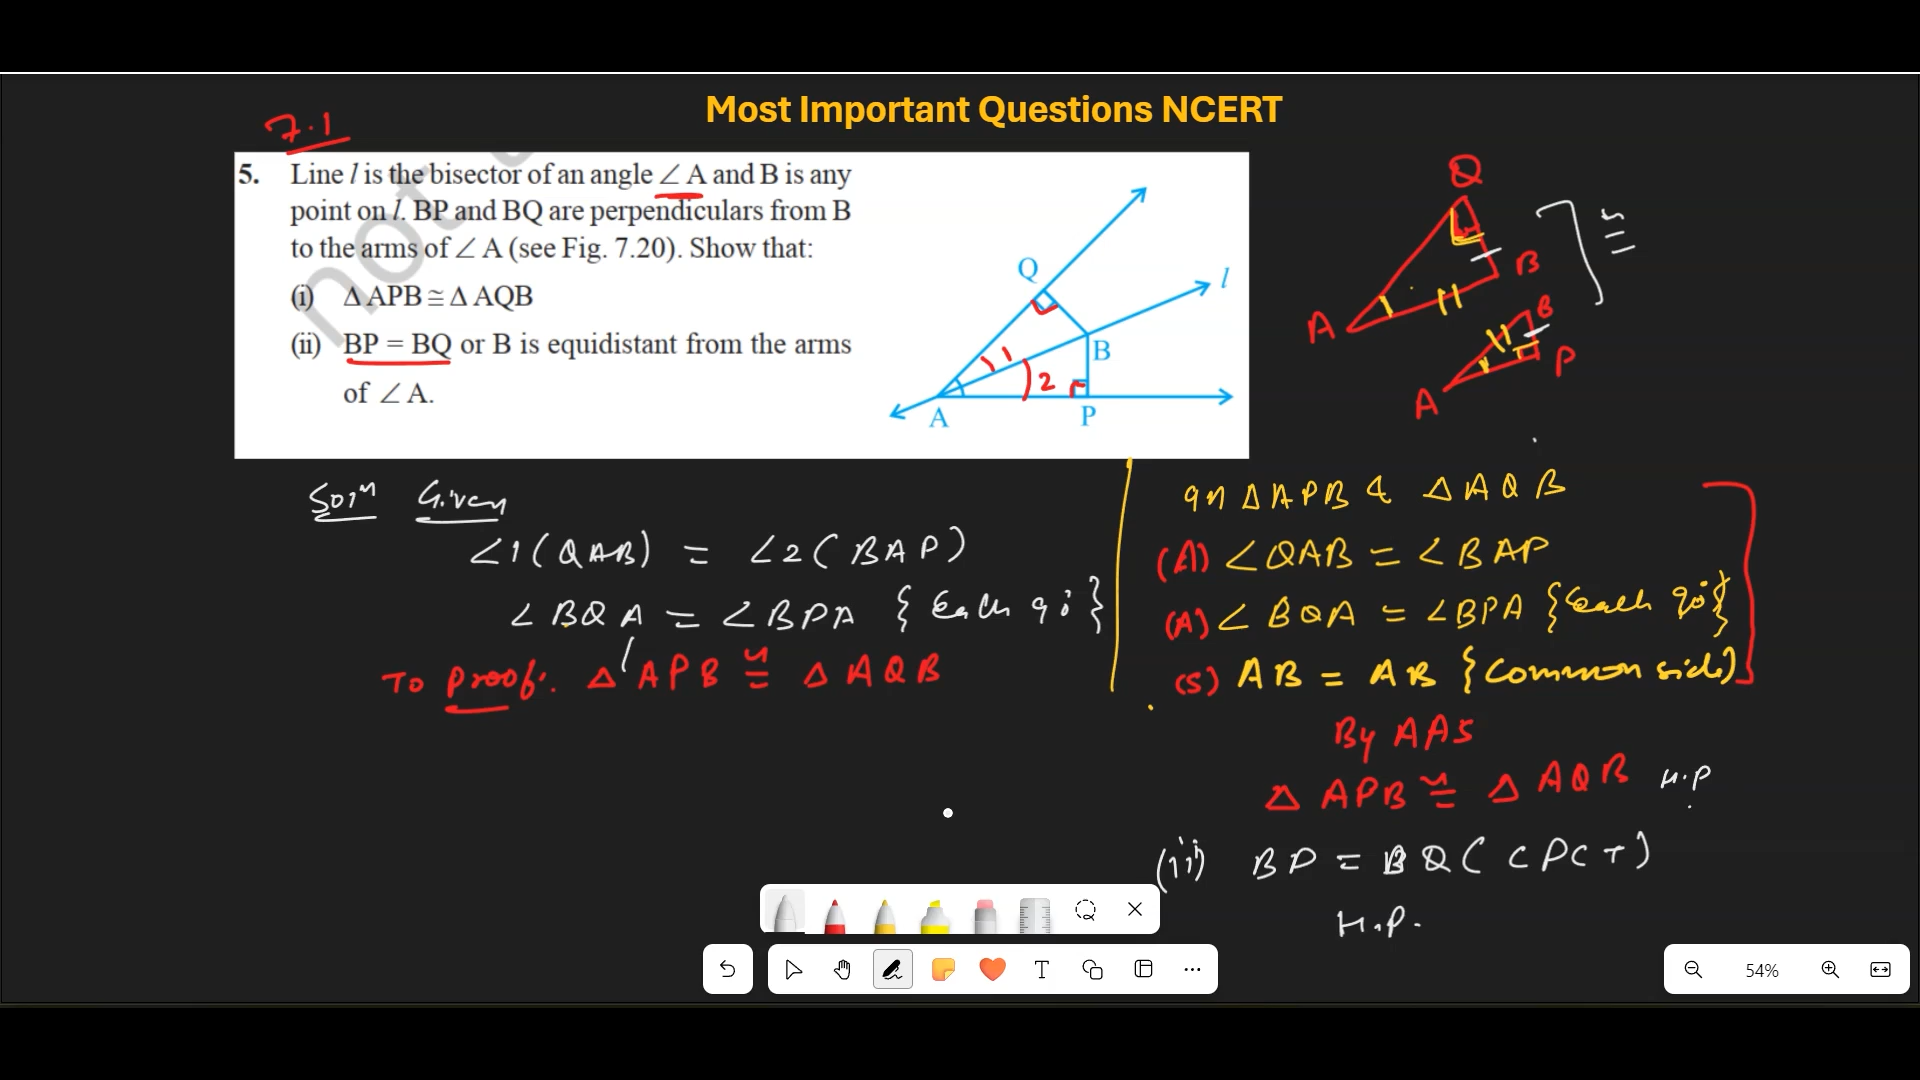 Most Important Questions NCERT
7.1
5. Line l is the bisector of an angle ∠ A and B is any
point on l. BP and BQ are perpendiculars from B
to the arms of ∠ A (see Fig. 7.20). Show that:
(i) Δ APB ≅ Δ AQB
(ii) BP = BQ or B is equidistant from the arms
of ∠ A.
not
Q
l
1
B
2
A
P
Q
B
A
≅
B
P
A
Soln Given
∠1(QAB) = ∠2(BAP)
∠BQA = ∠BPA {Each 90°}
To Proof: Δ APB ≅ Δ AQB
In Δ APB & Δ AQB
(A) ∠QAB = ∠BAP
(A) ∠BQA = ∠BPA {Each 90°}
(S) AB = AB {Common side}
By AAS
Δ APB ≅ Δ AQB H.P
(ii) BP = BQ (CPCT)
H.P.
T
54%